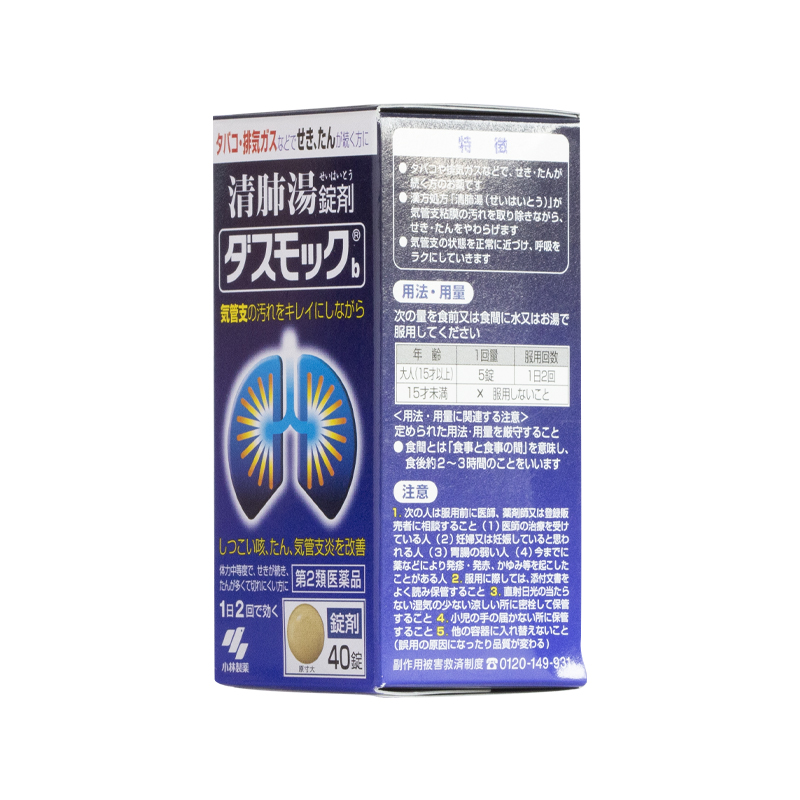 タバコ・排気ガスなどでせき、たんが続く方に
せいはいとう
清肺湯錠剤
ダスモック®b
気管支の汚れをキレイにしながら
しつこい咳、たん、気管支炎を改善
体力中等度で、せきが続き、
たんが多くて切れにくい方に
第2類医薬品
1日2回で効く
小林製薬
原寸大
錠剤
40錠
特徴
●タバコや排気ガスなどで、せき・たんが
続く方のお薬です
●漢方処方「清肺湯(せいはいとう)」が
気管支粘膜の汚れを取り除きながら、
せき・たんをやわらげます
●気管支の状態を正常に近づけ、呼吸を
ラクにしていきます
用法・用量
次の量を食前又は食間に水又はお湯で
服用してください
年齢 1回量 服用回数
大人(15才以上) 5錠 1日2回
15才未満 × 服用しないこと
<用法・用量に関連する注意>
定められた用法・用量を厳守すること
●食間とは「食事と食事の間」を意味し、
食後約2〜3時間のことをいいます
注意
1. 次の人は服用前に医師、薬剤師又は登録販
売者に相談すること (1) 医師の治療を受け
ている人 (2) 妊婦又は妊娠していると思わ
れる人 (3) 胃腸の弱い人 (4) 今までに
薬などにより発疹・発赤、かゆみ等を起こした
ことがある人 2. 服用に際しては、添付文書を
よく読み保管すること 3. 直射日光の当たら
ない湿気の少ない涼しい所に密栓して保管
すること 4. 小児の手の届かない所に保管
すること 5. 他の容器に入れ替えないこと
(誤用の原因になったり品質が変わる)
副作用被害救済制度 ☎0120-149-931